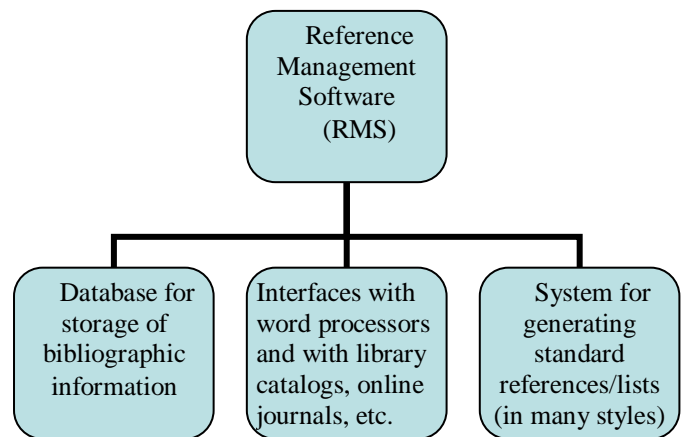 Reference
Management
Software
(RMS)
Database for
storage of
bibliographic
information
Interfaces with
word processors
and with library
catalogs, online
journals, etc.
System for
generating
standard
references/lists
(in many styles)